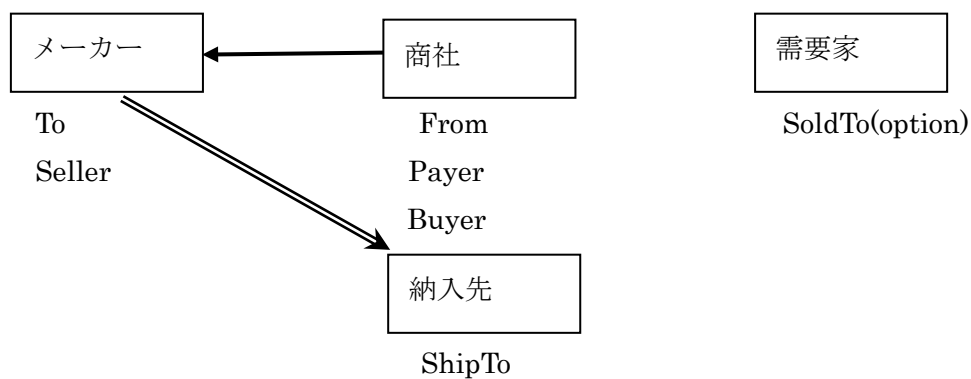 メーカー
商社
需要家
To
From
SoldTo(option)
Seller
Payer
Buyer
納入先
ShipTo